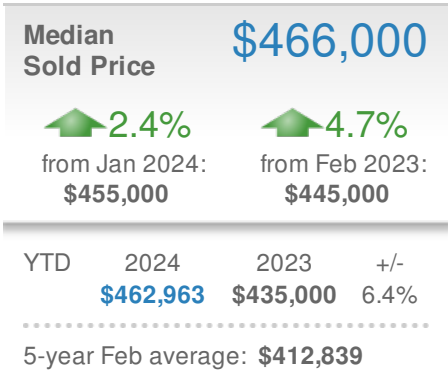 Median $466,000
Sold Price
2.4% 4.7%
from Jan 2024: from Feb 2023:
$455,000 $445,000
YTD 2024 2023 +/-
$462,963 $435,000 6.4%
5-year Feb average: $412,839